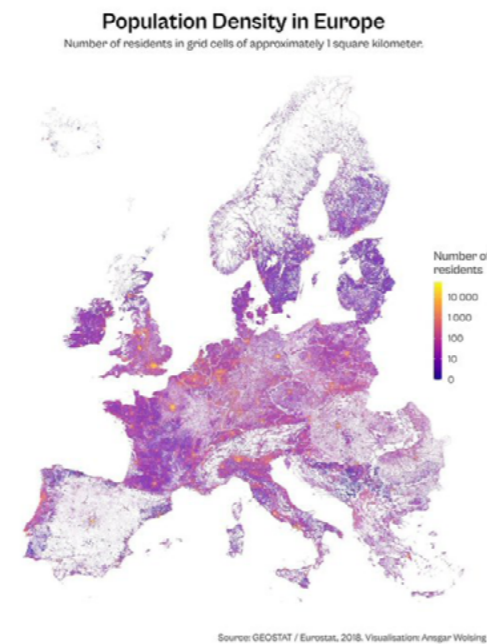 Population Density in Europe
Number of residents in grid cells of approximately 1 square kilometer.
Number of
residents
10 000
1 000
100
10
0
Source: GEOSTAT / Eurostat, 2018. Visualisation: Ansgar Wolsing